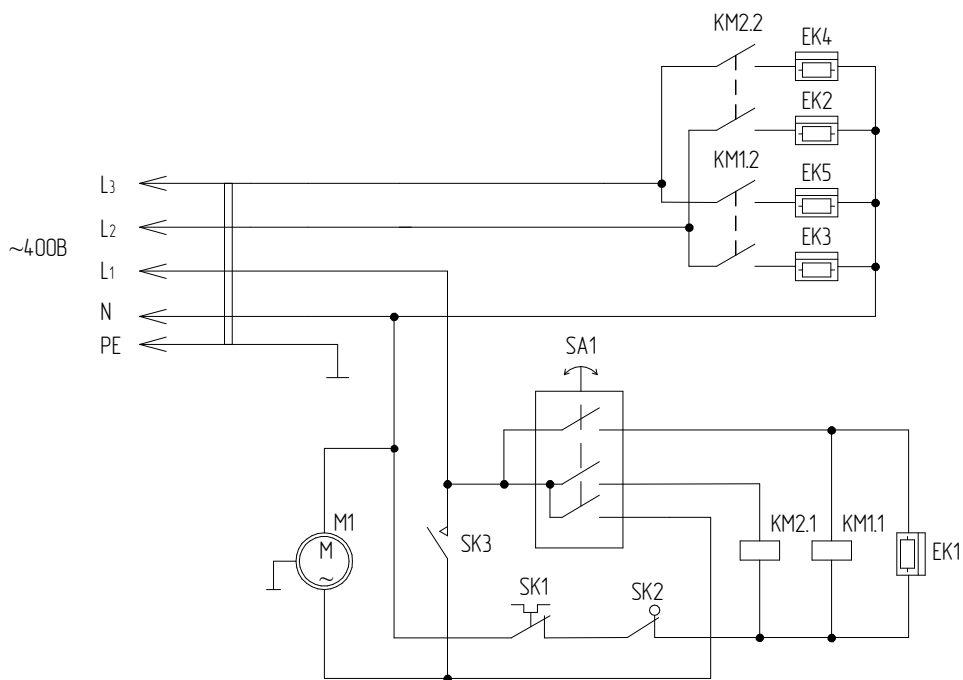 KM2.2
EK4
EK2
KM1.2
EK5
EK3
L3
L2
~400В
L1
N
PE
SA1
M1
M
~
SK3
KM2.1
KM1.1
EK1
SK1
SK2